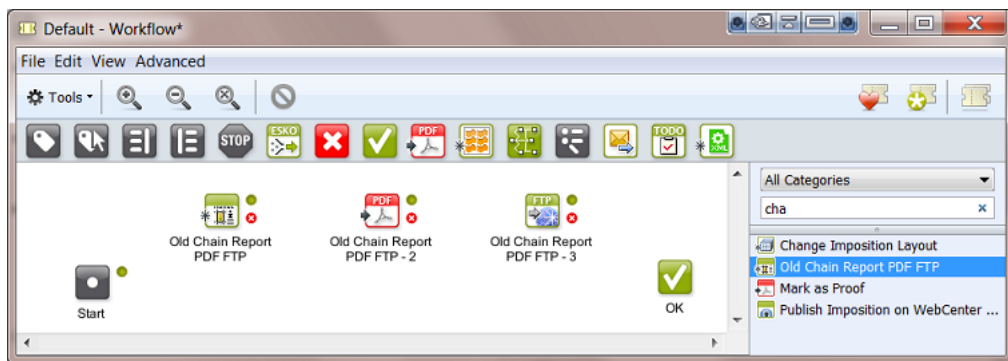 Default - Workflow*
File Edit View Advanced
Tools
STOP
ESKO
PDF
TODO
XML
All Categories
cha
PDF
FTP
Old Chain Report
PDF FTP
Old Chain Report
PDF FTP - 2
Old Chain Report
PDF FTP - 3
Start
OK
Change Imposition Layout
Old Chain Report PDF FTP
Mark as Proof
Publish Imposition on WebCenter ...